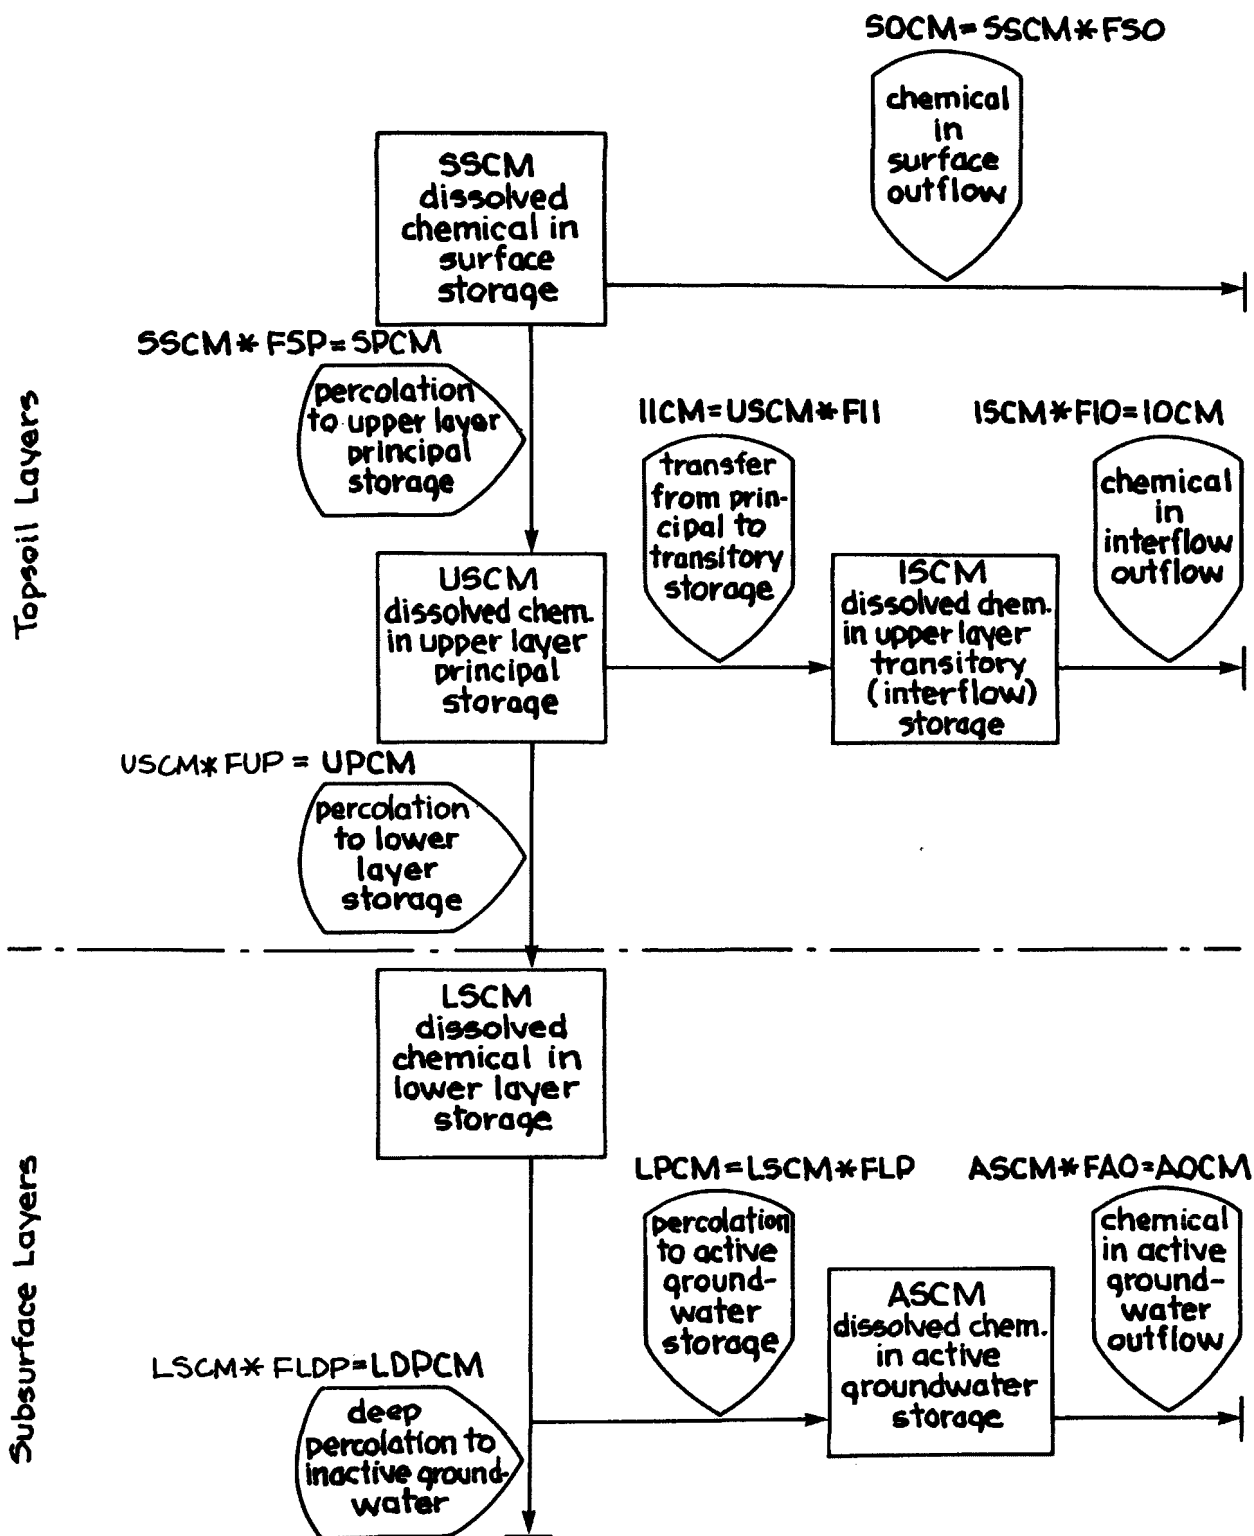 SOCM=SSCM*FSO
chemical
in
surface
outflow
SSCM
dissolved
chemical in
surface
storage
SSCM*FSP=SPCM
percolation
to upper layer
principal
storage
Topsoil Layers
IICM=USCM*FII
transfer
from prin-
cipal to
transitory
storage
ISCM*FIO=IOCM
chemical
in
interflow
outflow
USCM
dissolved chem.
in upper layer
principal
storage
ISCM
dissolved chem.
in upper layer
transitory
(interflow)
storage
USCM*FUP = UPCM
percolation
to lower
layer
storage
LSCM
dissolved
chemical in
lower layer
storage
Subsurface Layers
LPCM=LSCM*FLP
percolation
to active
ground-
water
storage
ASCM*FAO=AOCM
chemical
in active
ground-
water
outflow
ASCM
dissolved chem.
in active
groundwater
storage
LSCM*FLDP=LDPCM
deep
percolation to
inactive ground-
water